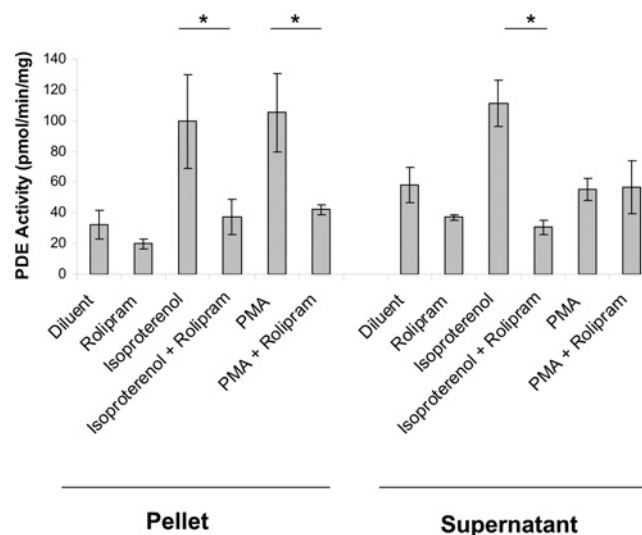 * * *
PDE Activity (pmol/min/mg)
140
120
100
80
60
40
20
0
Diluent
Rolipram
Isoproterenol
Isoproterenol + Rolipram
PMA
PMA + Rolipram
Diluent
Rolipram
Isoproterenol
Isoproterenol + Rolipram
PMA
PMA + Rolipram
Pellet
Supernatant